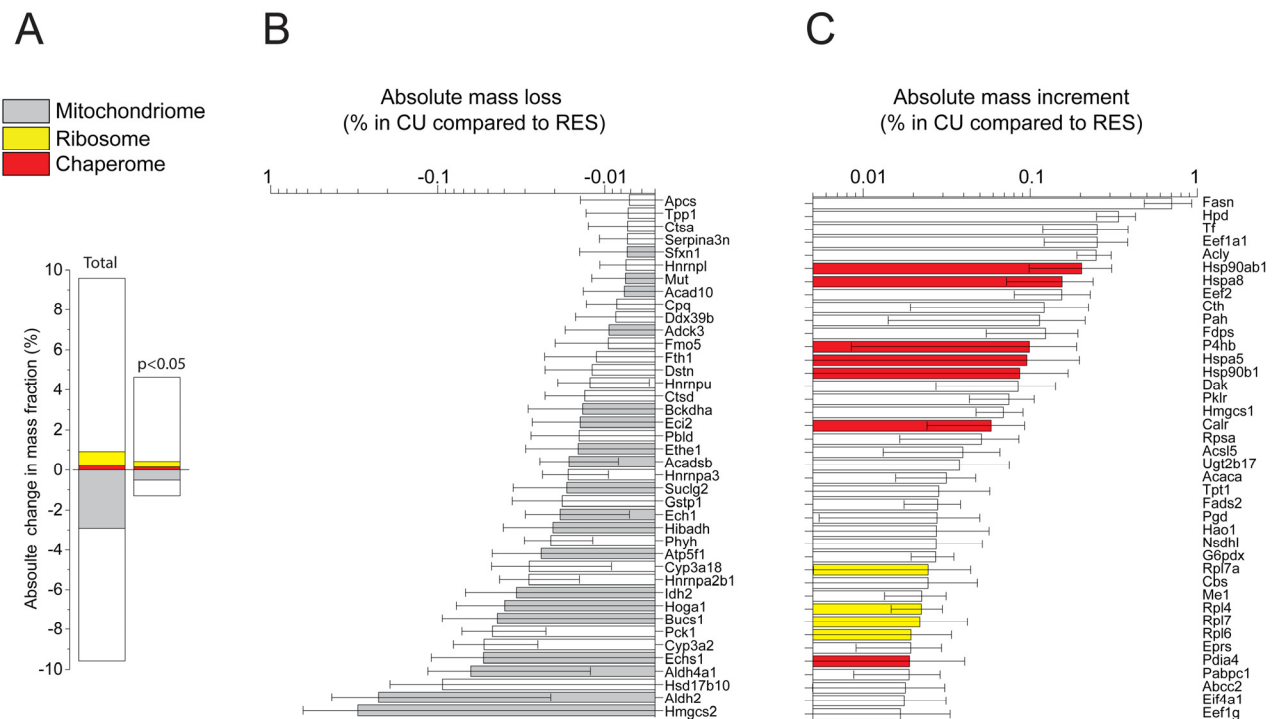 A
B
C
Mitochondriome
Ribosome
Chaperome
Absolute mass loss
(% in CU compared to RES)
Absolute mass increment
(% in CU compared to RES)
1
-0.1
-0.01
0.01
0.1
1
Total
p<0.05
Absoulte change in mass fraction (%)
10
8
6
4
2
0
-2
-4
-6
-8
-10
Apcs
Tpp1
Ctsa
Serpina3n
Sfxn1
Hnrnpl
Mut
Acad10
Cpq
Ddx39b
Adck3
Fmo5
Fth1
Dstn
Hnrnpu
Ctsd
Bckdha
Eci2
Pbld
Ethe1
Acadsb
Hnrnpa3
Suclg2
Gstp1
Ech1
Hibadh
Phyh
Atp5f1
Cyp3a18
Hnrnpa2b1
Idh2
Hoga1
Bucs1
Pck1
Cyp3a2
Echs1
Aldh4a1
Hsd17b10
Aldh2
Hmgcs2
Fasn
Hpd
Tf
Eef1a1
Acly
Hsp90ab1
Hspa8
Eef2
Cth
Pah
Fdps
P4hb
Hspa5
Hsp90b1
Dak
Pklr
Hmgcs1
Calr
Rpsa
Acsl5
Ugt2b17
Acaca
Tpt1
Fads2
Pgd
Hao1
Nsdhl
G6pdx
Rpl7a
Cbs
Me1
Rpl4
Rpl7
Rpl6
Eprs
Pdia4
Pabpc1
Abcc2
Eif4a1
Eef1g